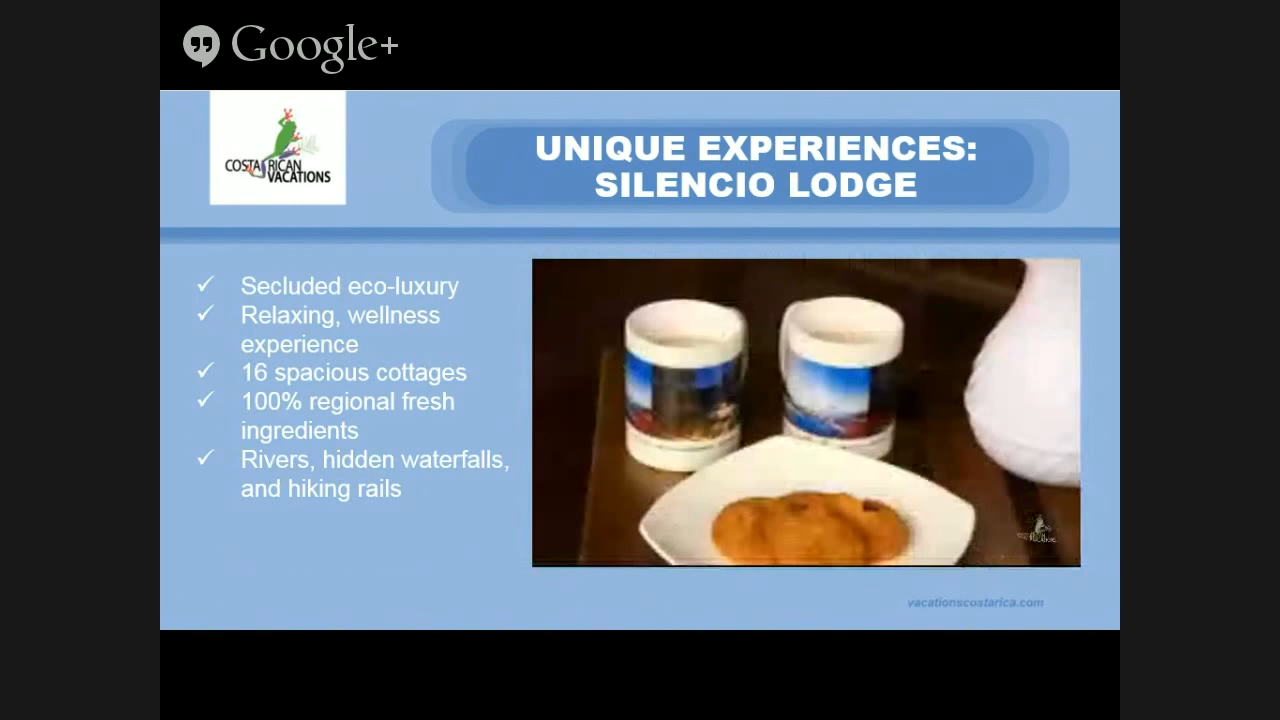 Google+
COSTA RICAN
VACATIONS
UNIQUE EXPERIENCES:
SILENCIO LODGE
✓ Secluded eco-luxury
✓ Relaxing, wellness
experience
✓ 16 spacious cottages
✓ 100% regional fresh
ingredients
✓ Rivers, hidden waterfalls,
and hiking rails
vacationscostarica.com